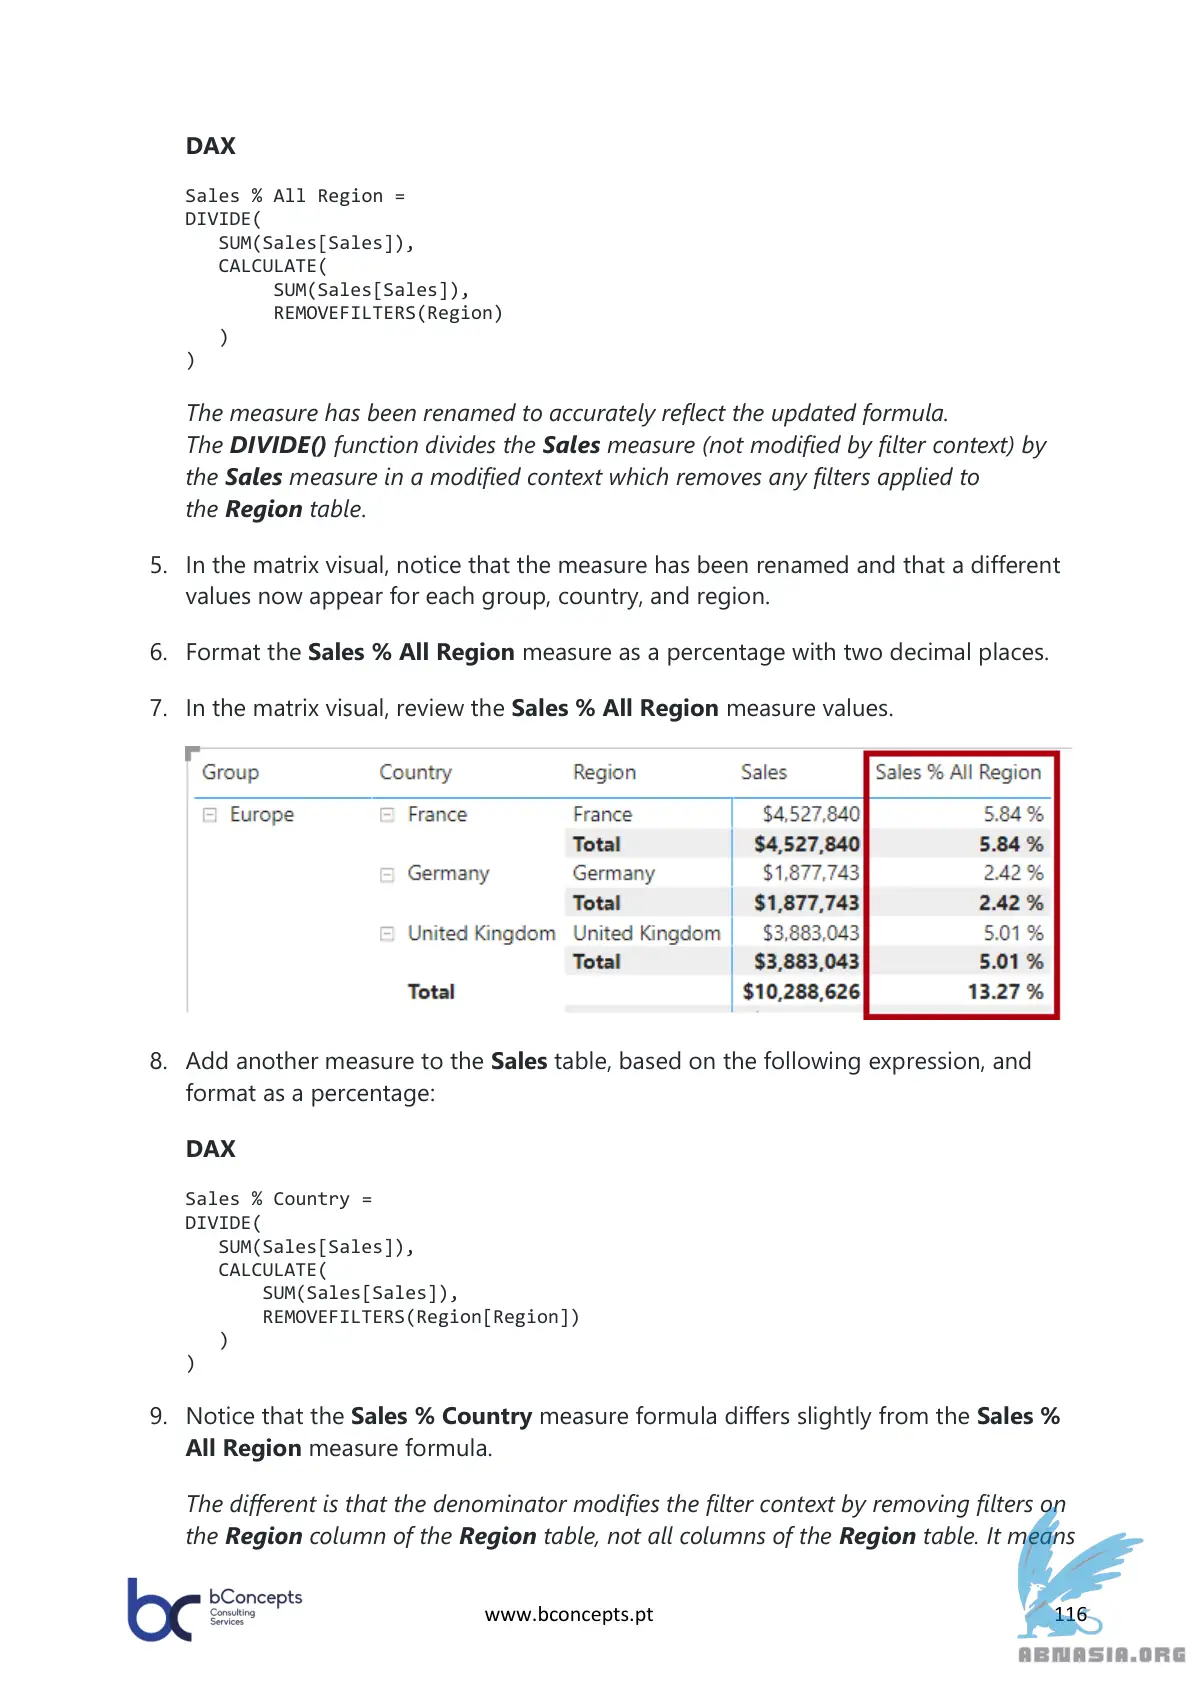 DAX
Sales % All Region =
DIVIDE(
SUM(Sales[Sales]),
CALCULATE(
SUM(Sales[Sales]),
REMOVEFILTERS(Region)
)
)
The measure has been renamed to accurately reflect the updated formula.
The DIVIDE() function divides the Sales measure (not modified by filter context) by
the Sales measure in a modified context which removes any filters applied to
the Region table.
5. In the matrix visual, notice that the measure has been renamed and that a different
values now appear for each group, country, and region.
6. Format the Sales % All Region measure as a percentage with two decimal places.
7. In the matrix visual, review the Sales % All Region measure values.
Group Country Region Sales Sales % All Region
Europe France France $4,527,840 5.84 %
Total $4,527,840 5.84 %
Germany Germany $1,877,743 2.42 %
Total $1,877,743 2.42 %
United Kingdom United Kingdom $3,883,043 5.01 %
Total $3,883,043 5.01 %
Total $10,288,626 13.27 %
8. Add another measure to the Sales table, based on the following expression, and
format as a percentage:
DAX
Sales % Country =
DIVIDE(
SUM(Sales[Sales]),
CALCULATE(
SUM(Sales[Sales]),
REMOVEFILTERS(Region[Region])
)
)
9. Notice that the Sales % Country measure formula differs slightly from the Sales %
All Region measure formula.
The different is that the denominator modifies the filter context by removing filters on
the Region column of the Region table, not all columns of the Region table. It means
bc bConcepts
Consulting
Services
www.bconcepts.pt
116
ABNASIA.ORG